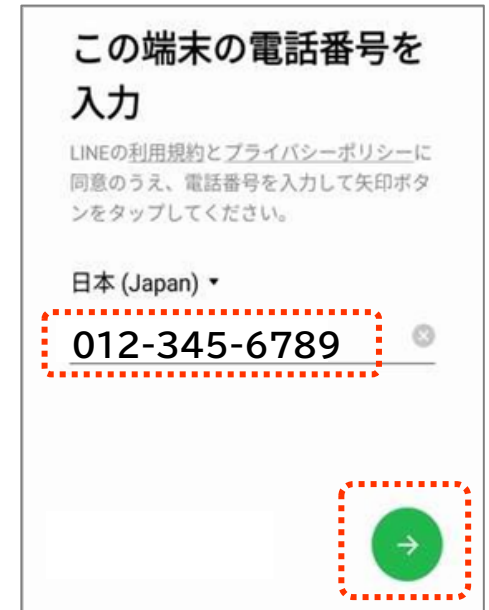 この端末の電話番号を
入力
LINEの利用規約とプライバシーポリシーに
同意のうえ、電話番号を入力して矢印ボタ
ンをタップしてください。
日本 (Japan)
012-345-6789